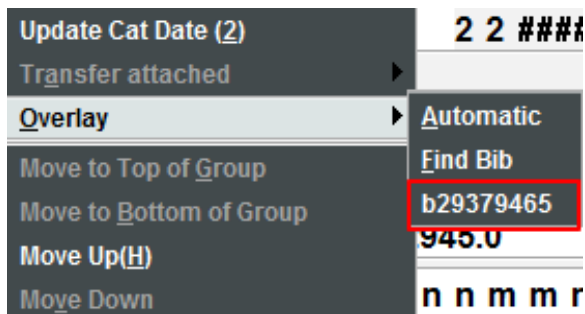 Update Cat Date (2)
2 2 ####
Transfer attached
Overlay
Automatic
Find Bib
b29379465
Move to Top of Group
Move to Bottom of Group
945.0
Move Up(H)
Move Down
n n m m